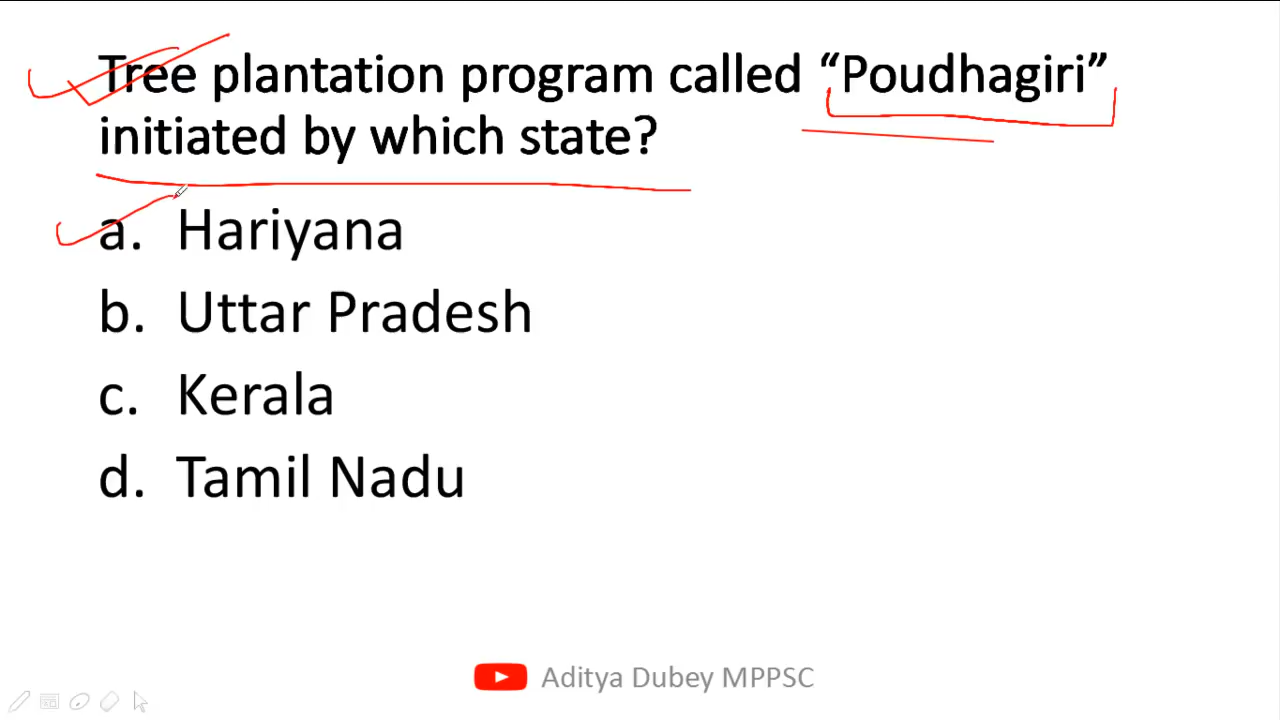 Tree plantation program called “Poudhagiri”
initiated by which state?
a. Hariyana
b. Uttar Pradesh
c. Kerala
d. Tamil Nadu
Aditya Dubey MPPSC